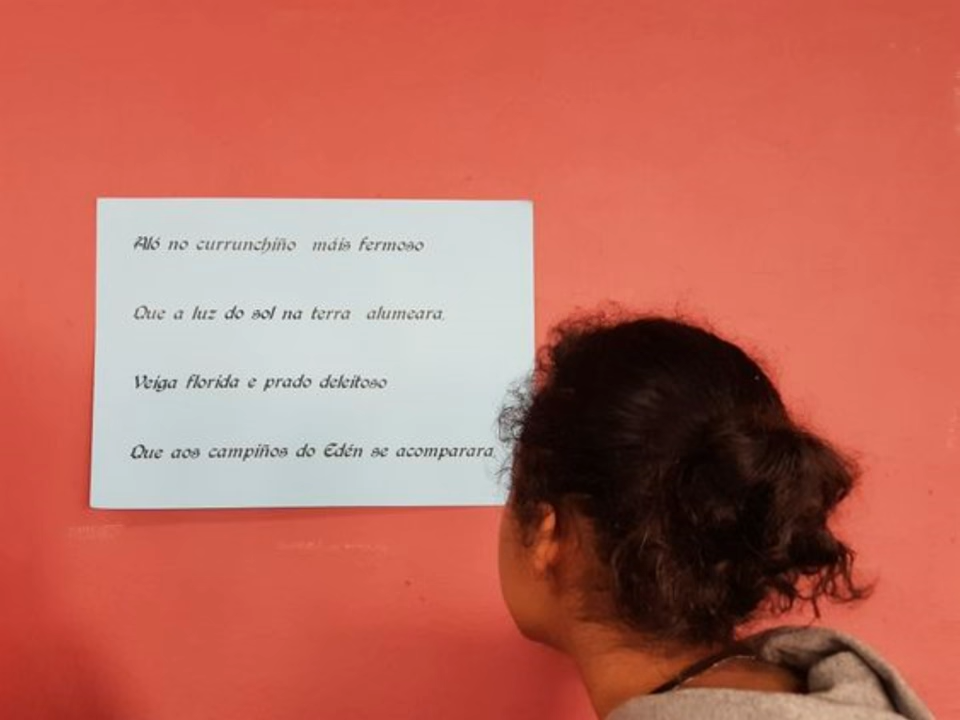 Aló no currunchiño máis fermoso
Que a luz do sol na terra alumeara,
Veiga florida e prado deleitoso
Que aos campiños do Edén se acomparara,